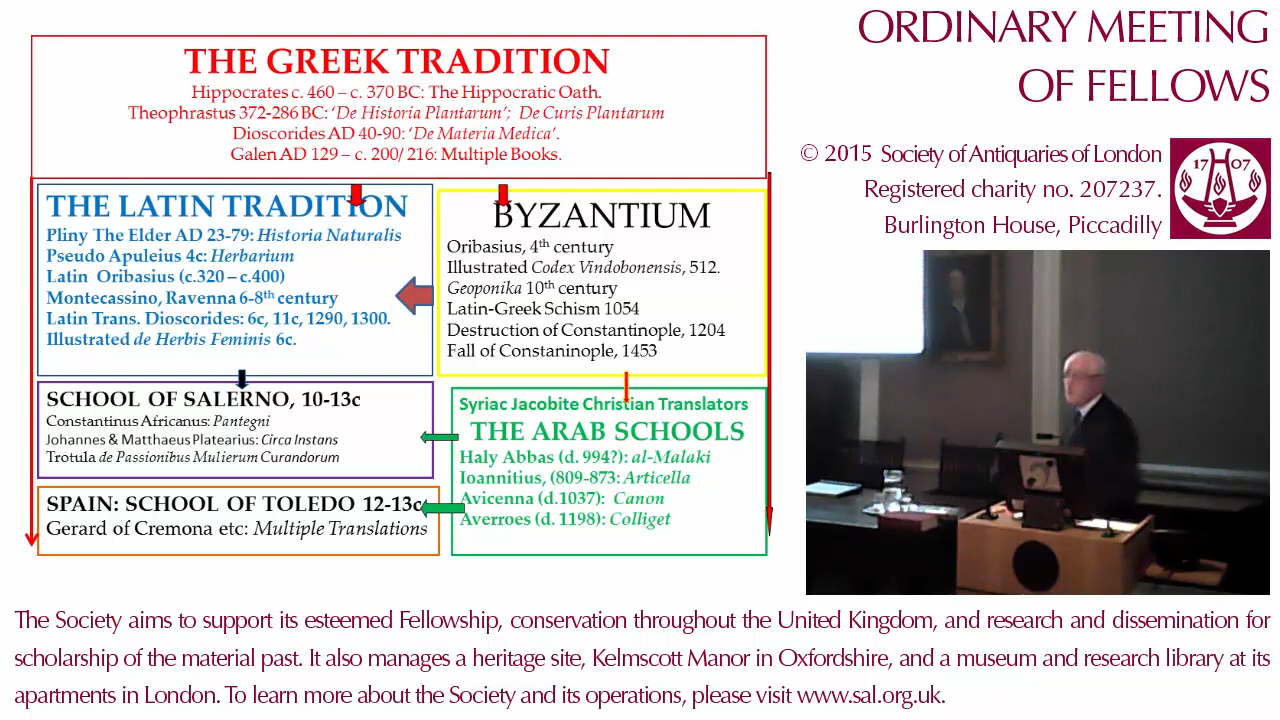 THE GREEK TRADITION
Hippocrates c. 460 – c. 370 BC: The Hippocratic Oath.
Theophrastus 372-286 BC: ‘De Historia Plantarum’; De Curis Plantarum
Dioscorides AD 40-90: ‘De Materia Medica’.
Galen AD 129 – c. 200/ 216: Multiple Books.
THE LATIN TRADITION
Pliny The Elder AD 23-79: Historia Naturalis
Pseudo Apuleius 4c: Herbarium
Latin Oribasius (c.320 – c.400)
Montecassino, Ravenna 6-8th century
Latin Trans. Dioscorides: 6c, 11c, 1290, 1300.
Illustrated de Herbis Feminis 6c.
BYZANTIUM
Oribasius, 4th century
Illustrated Codex Vindobonensis, 512.
Geoponika 10th century
Latin-Greek Schism 1054
Destruction of Constantinople, 1204
Fall of Constaninople, 1453
SCHOOL OF SALERNO, 10-13c
Constantinus Africanus: Pantegni
Johannes & Matthaeus Platearius: Circa Instans
Trotula de Passionibus Mulierum Curandorum
Syriac Jacobite Christian Translators
THE ARAB SCHOOLS
Haly Abbas (d. 994?): al-Malaki
Ioannitius, (809-873: Articella
Avicenna (d.1037): Canon
Averroes (d. 1198): Colliget
SPAIN: SCHOOL OF TOLEDO 12-13c
Gerard of Cremona etc: Multiple Translations
ORDINARY MEETING
OF FELLOWS
© 2015 Society of Antiquaries of London
Registered charity no. 207237.
Burlington House, Piccadilly
17 07
The Society aims to support its esteemed Fellowship, conservation throughout the United Kingdom, and research and dissemination for
scholarship of the material past. It also manages a heritage site, Kelmscott Manor in Oxfordshire, and a museum and research library at its
apartments in London. To learn more about the Society and its operations, please visit www.sal.org.uk.